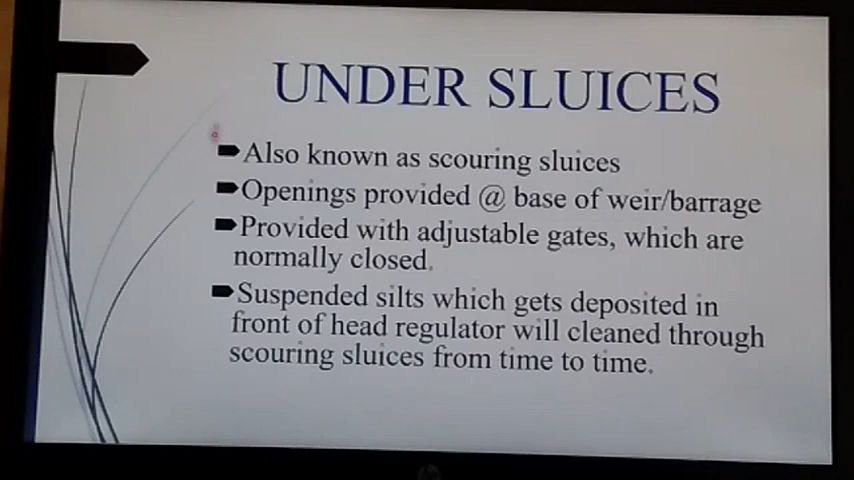 UNDER SLUICES
Also known as scouring sluices
Openings provided @ base of weir/barrage
Provided with adjustable gates, which are
normally closed.
Suspended silts which gets deposited in
front of head regulator will cleaned through
scouring sluices from time to time.